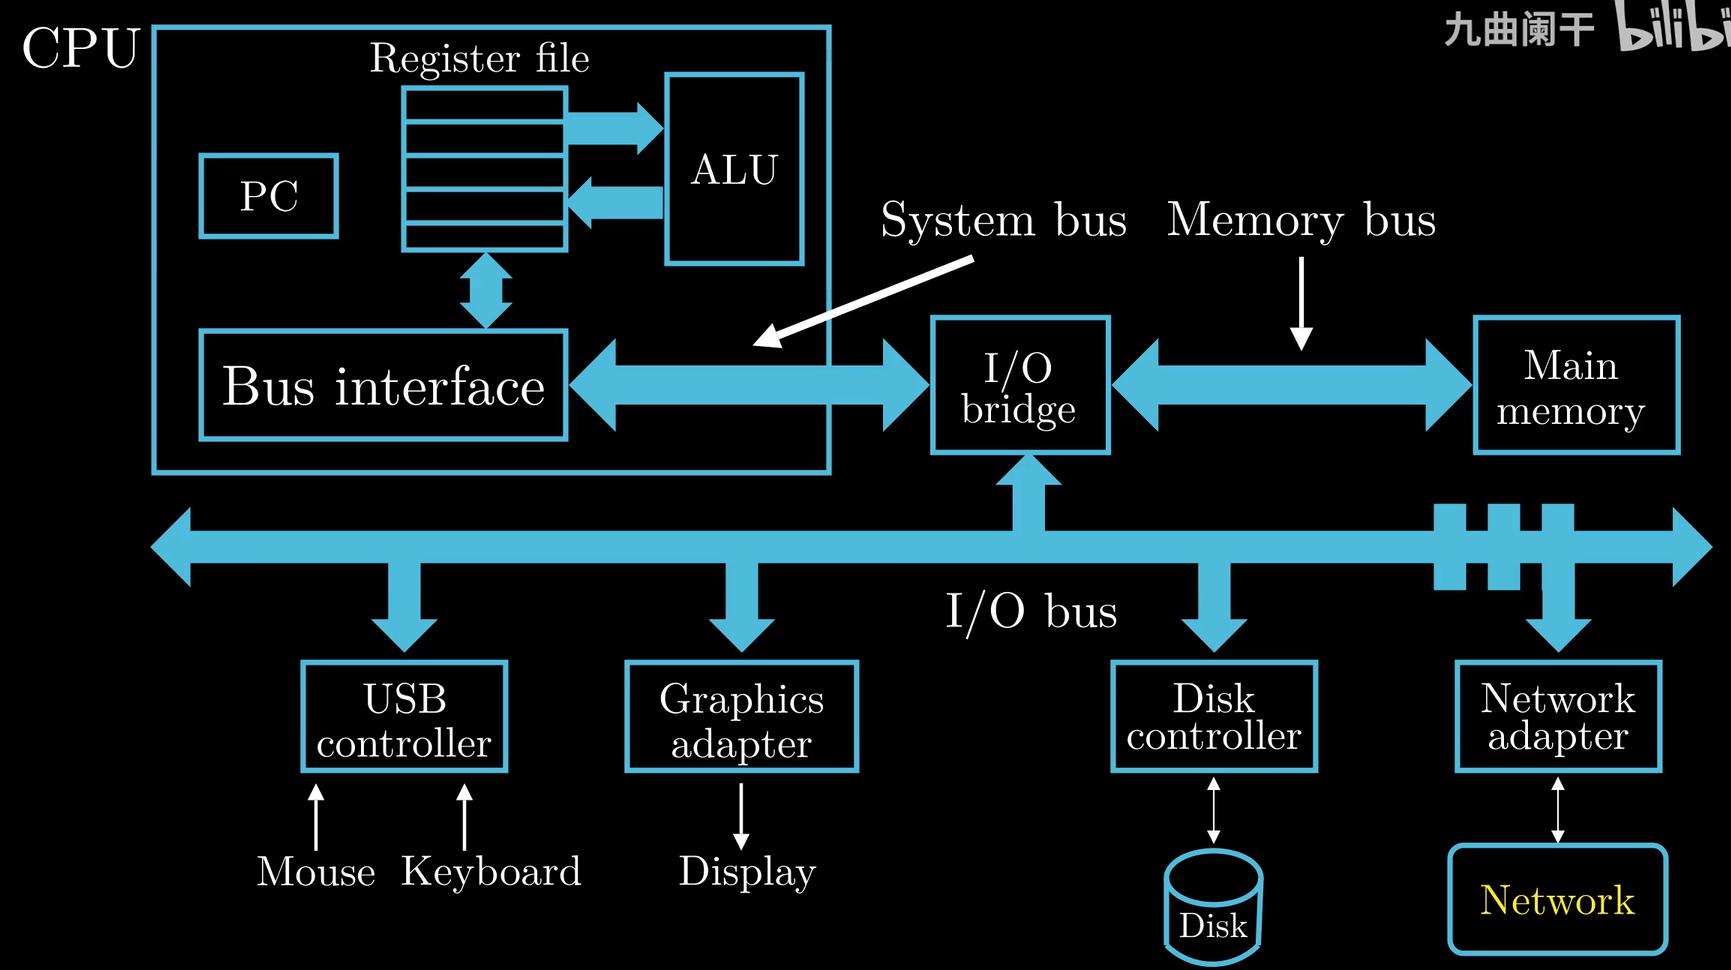 CPU
九曲阑干
Register file
PC
ALU
System bus
Memory bus
Bus interface
I/O
bridge
Main
memory
I/O bus
USB
controller
Graphics
adapter
Disk
controller
Network
adapter
Mouse
Keyboard
Display
Disk
Network